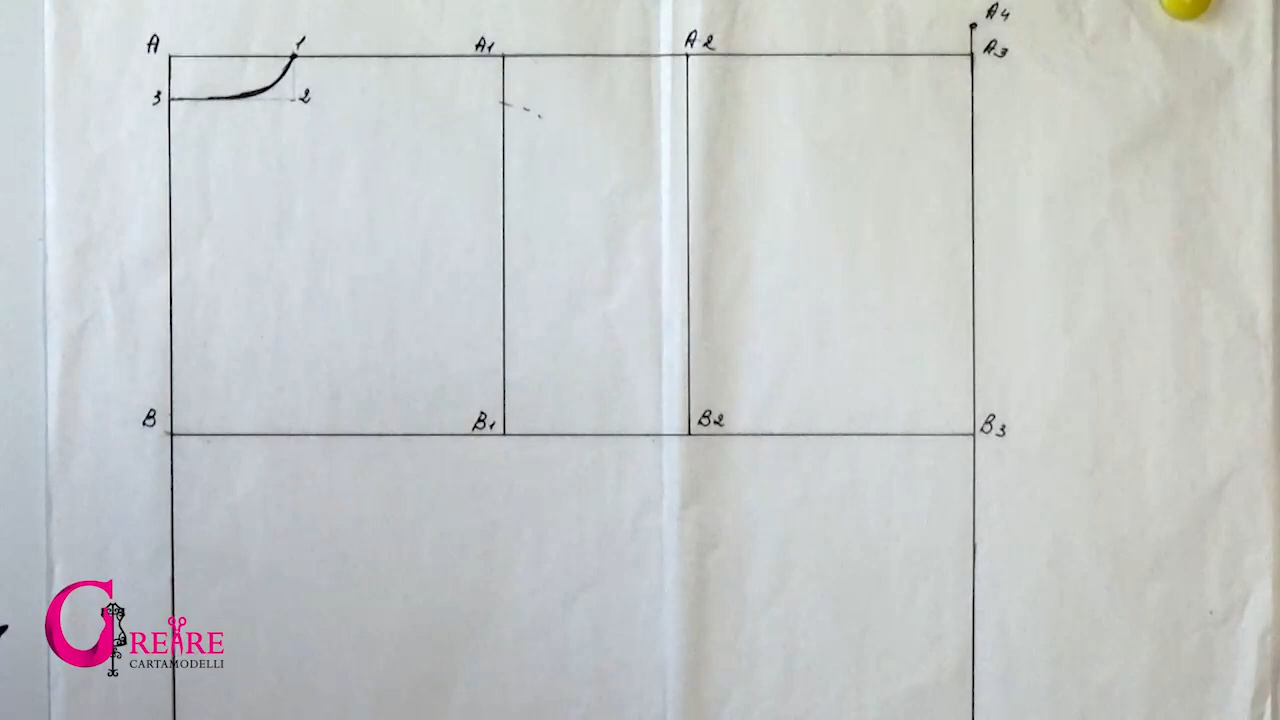 A4
A 1 A1 A2 A3
3 2
B B1 B2 B3
CREARE
CARTAMODELLI